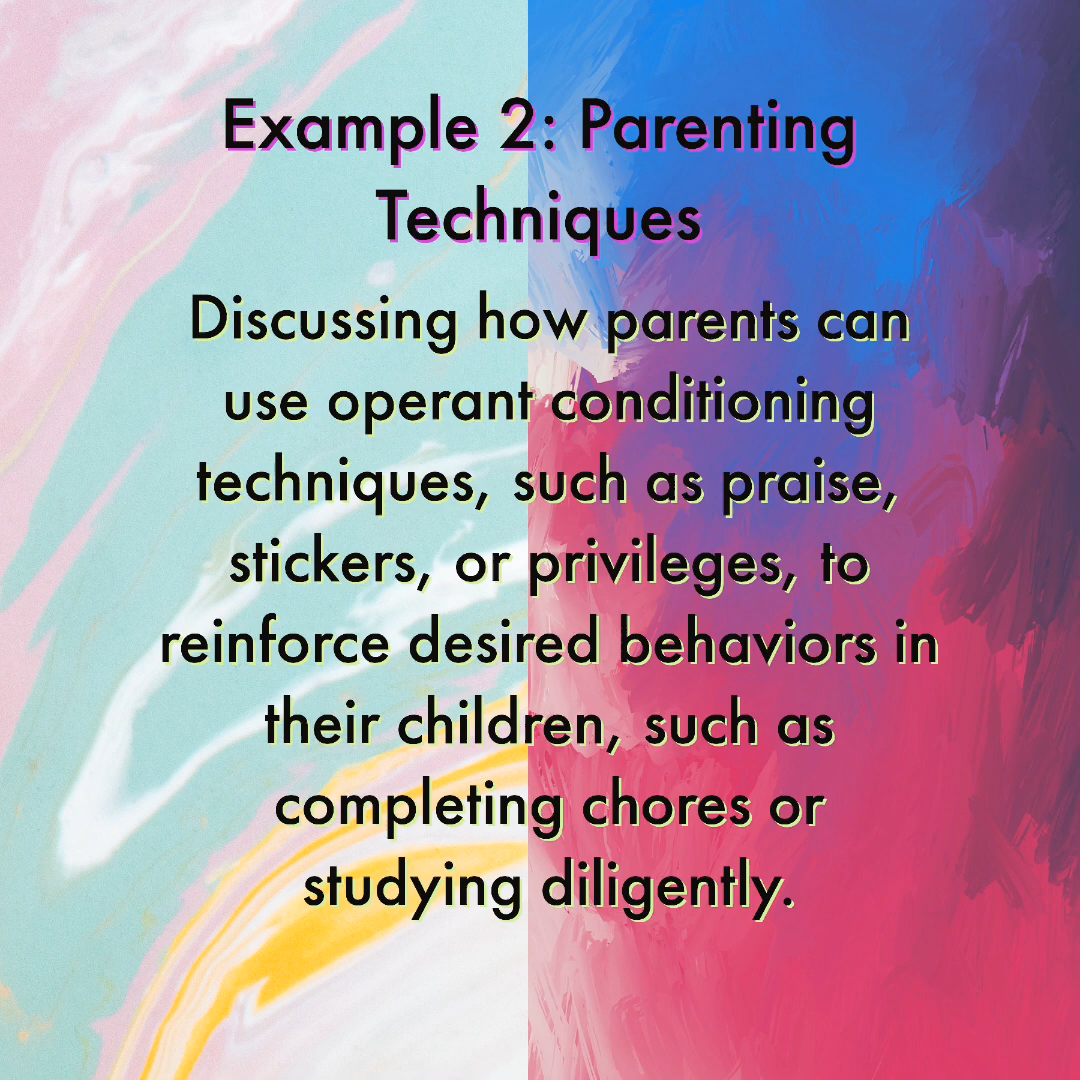 Example 2: Parenting
Techniques
Discussing how parents can
use operant conditioning
techniques, such as praise,
stickers, or privileges, to
reinforce desired behaviors in
their children, such as
completing chores or
studying diligently.